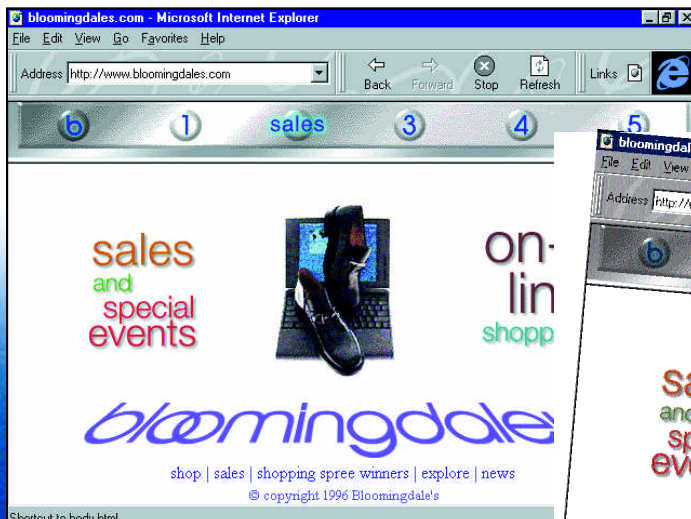 bloomingdales.com - Microsoft Internet Explorer
File Edit View Go Favorites Help
Address http://www.bloomingdales.com Back Forward Stop Refresh Links
b 1 sales 3 4 5
sales
and
special
events
on-
lin
shopp
bloomingdale
shop | sales | shopping spree winners | explore | news
© copyright 1996 Bloomingdale's
Shortcut to body.html
bloomingdal
File Edit View
Address http://
b
sa
and
sp
eve